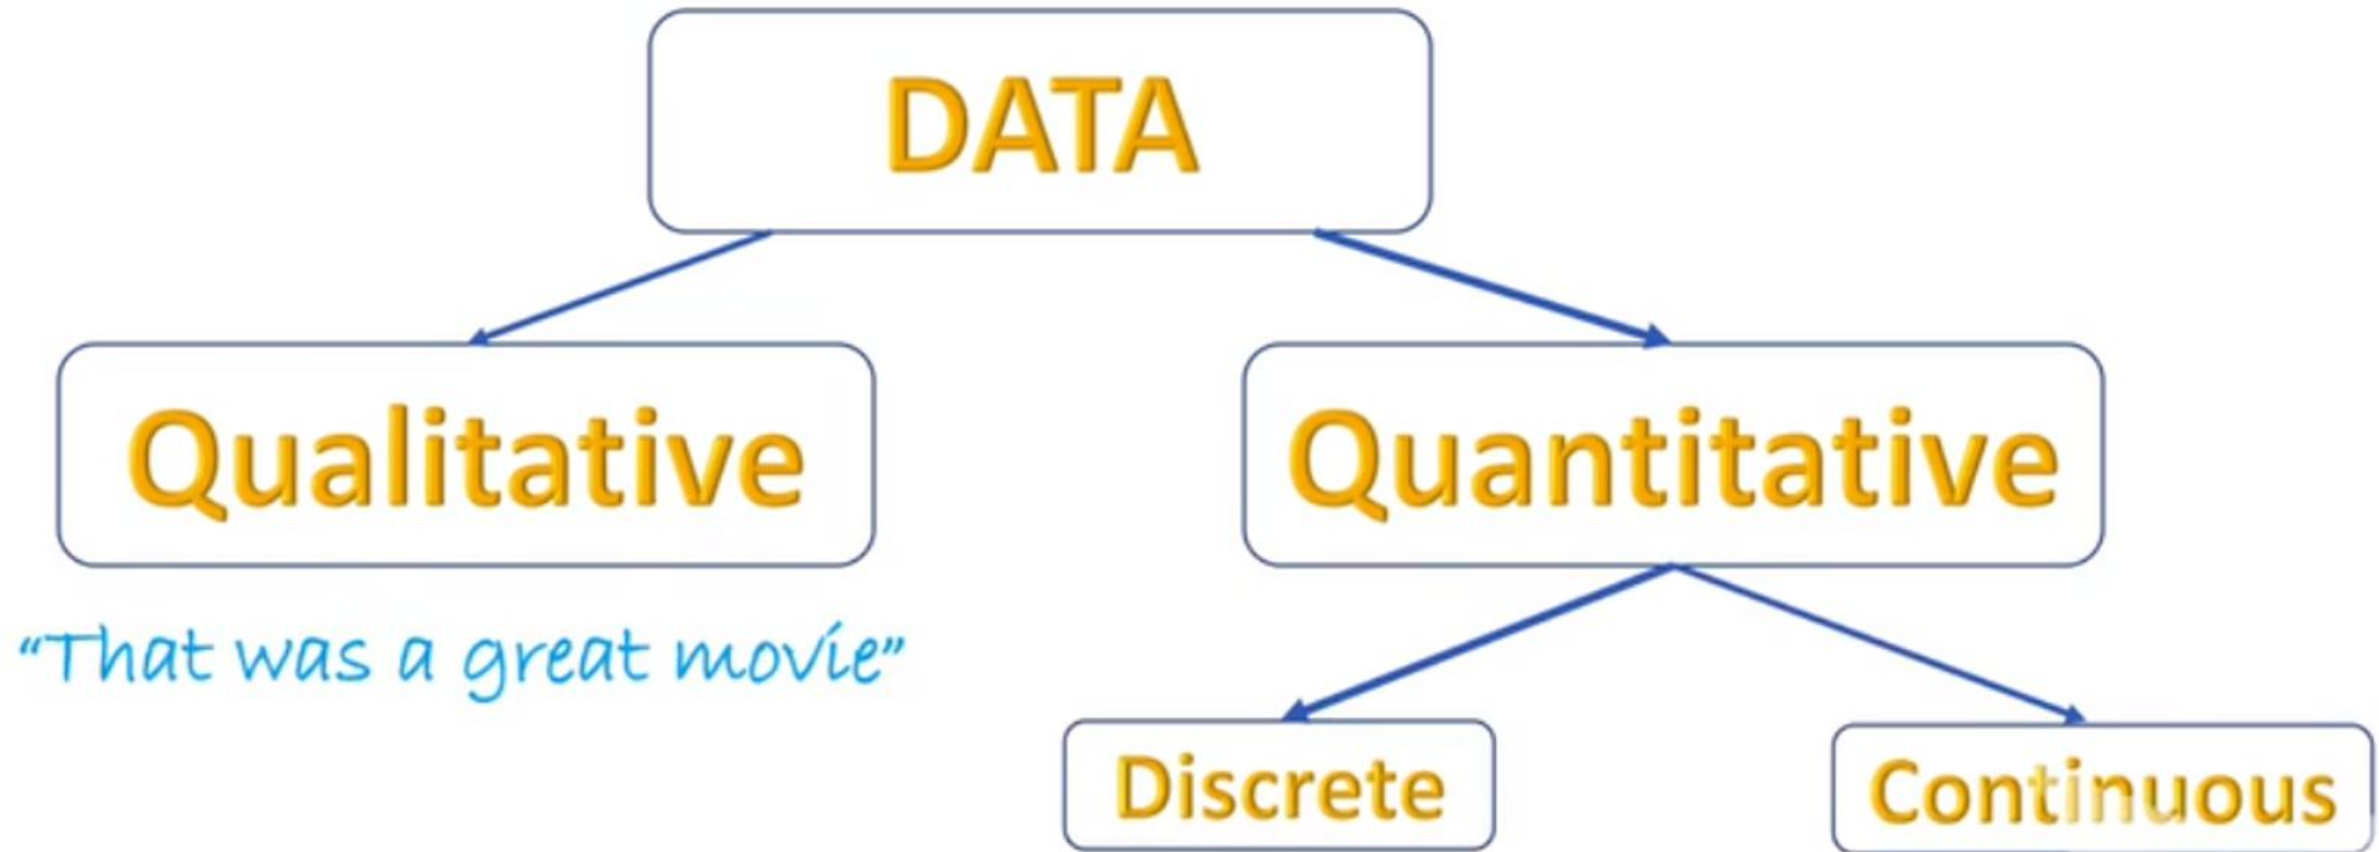 DATA
Qualitative
Quantitative
“That was a great movie”
Discrete
Continuous